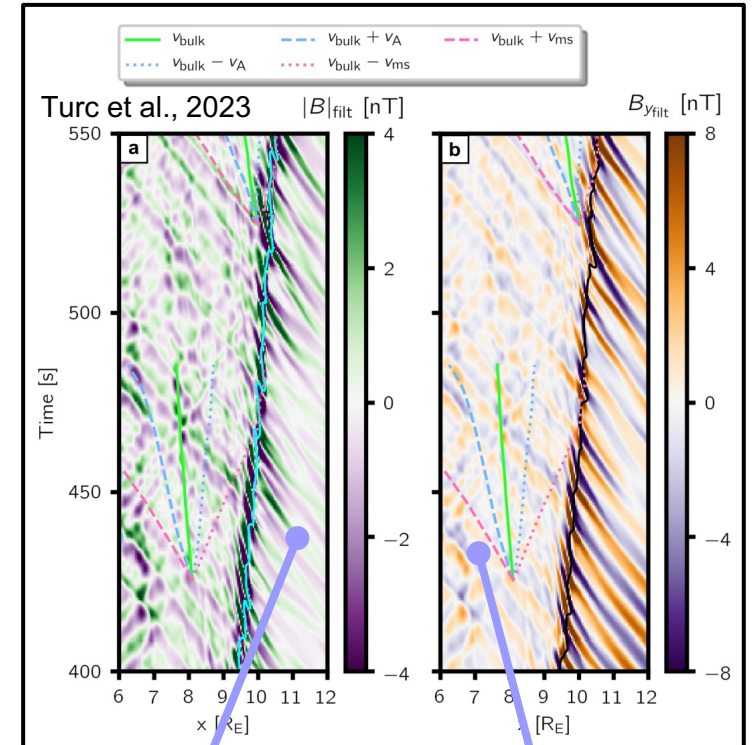 v_bulk v_bulk + v_A v_bulk + v_ms
v_bulk − v_A v_bulk − v_ms
Turc et al., 2023 |B|_filt [nT] B_y_filt [nT]
a b
550
500
450
400
Time [s]
4
2
0
−2
−4
8
4
0
−4
−8
6 7 8 9 10 11 12 6 7 8 9 10 11 12
x [R_E] [R_E]